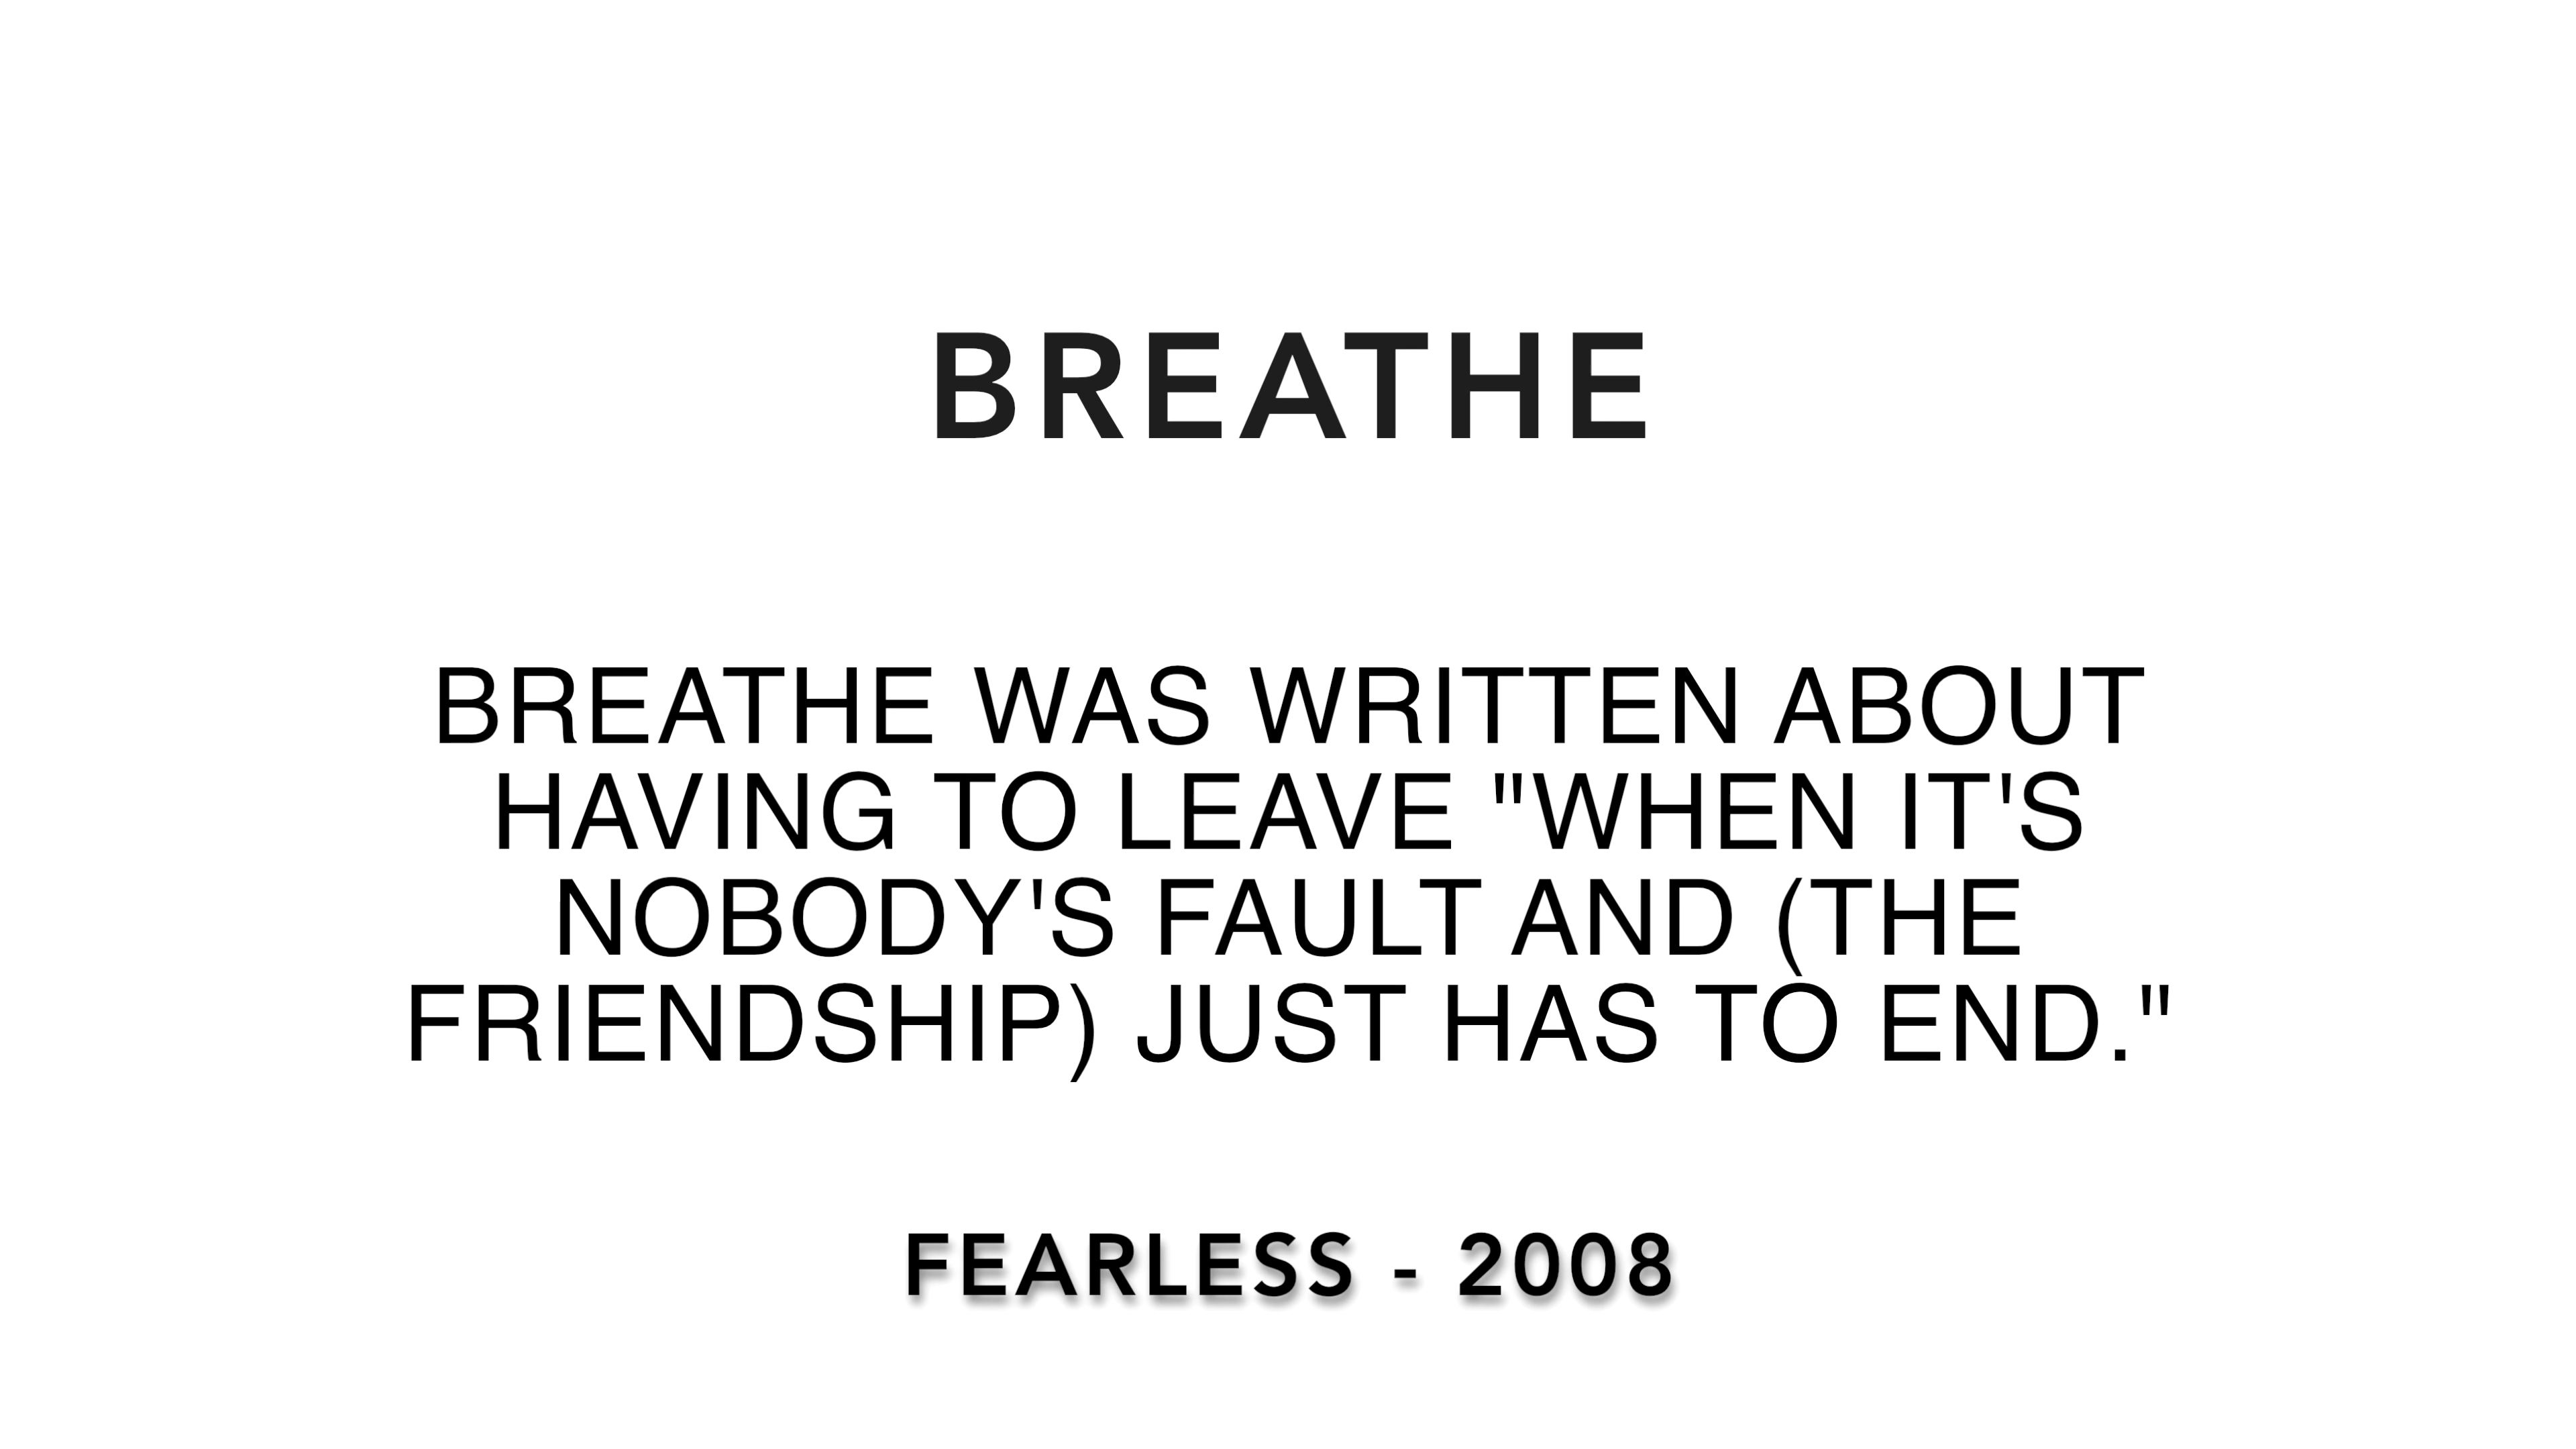 BREATHE
BREATHE WAS WRITTEN ABOUT
HAVING TO LEAVE "WHEN IT'S
NOBODY'S FAULT AND (THE
FRIENDSHIP) JUST HAS TO END."
FEARLESS - 2008